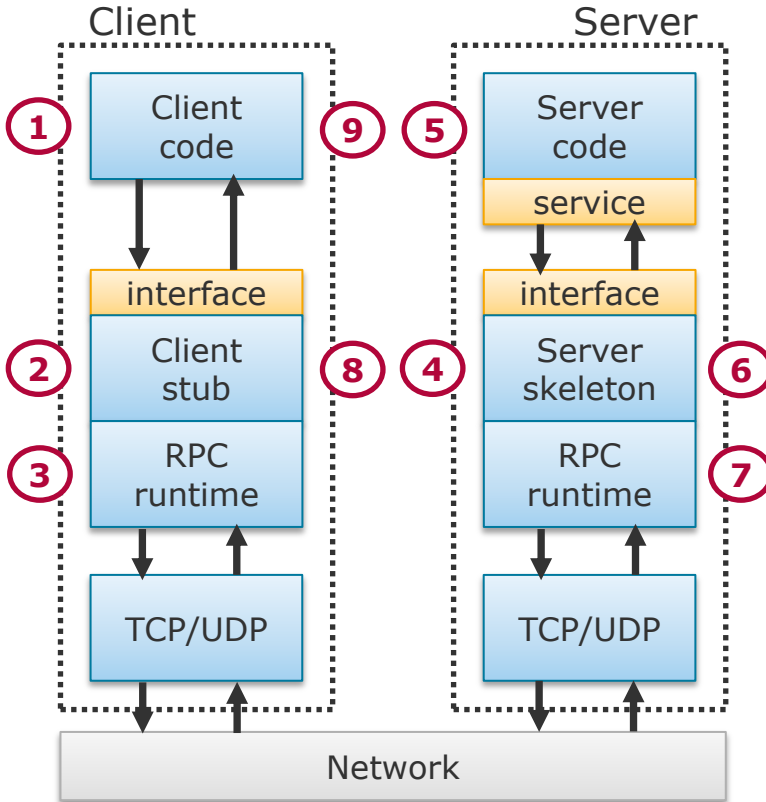 Client
Server
1
Client
code
9
5
Server
code
service
interface
interface
2
Client
stub
8
4
Server
skeleton
6
3
RPC
runtime
RPC
runtime
7
TCP/UDP
TCP/UDP
Network